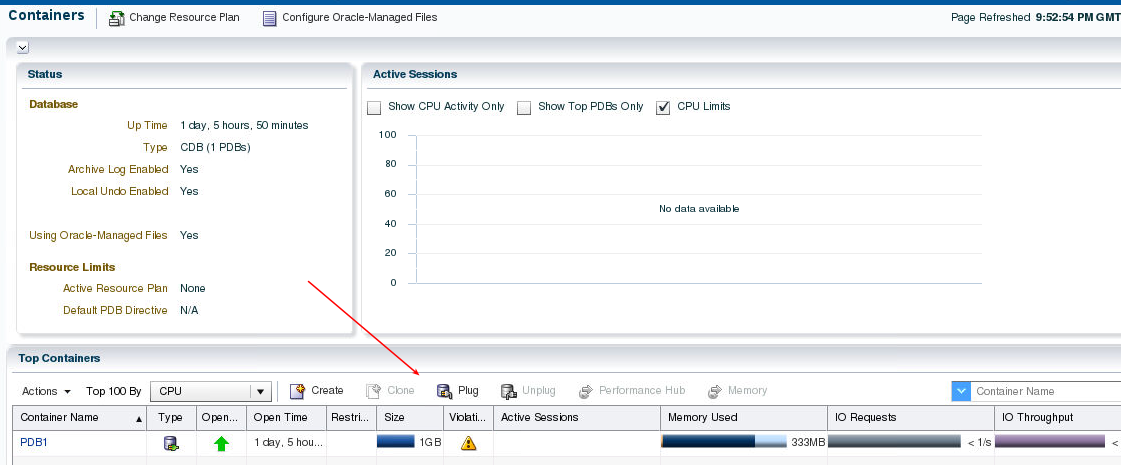 Containers Change Resource Plan Configure Oracle-Managed Files Page Refreshed 9:52:54 PM GMT
Status
Database
Up Time 1 day, 5 hours, 50 minutes
Type CDB (1 PDBs)
Archive Log Enabled Yes
Local Undo Enabled Yes
Using Oracle-Managed Files Yes
Resource Limits
Active Resource Plan None
Default PDB Directive N/A
Active Sessions
Show CPU Activity Only Show Top PDBs Only CPU Limits
100
80
60
40
20
0
No data available
Top Containers
Actions Top 100 By CPU Create Clone Plug Unplug Performance Hub Memory Container Name
Container Name Type Open... Open Time Restri... Size Violati... Active Sessions Memory Used IO Requests IO Throughput
PDB1 1 day, 5 hou... 1GB 333MB < 1/s <